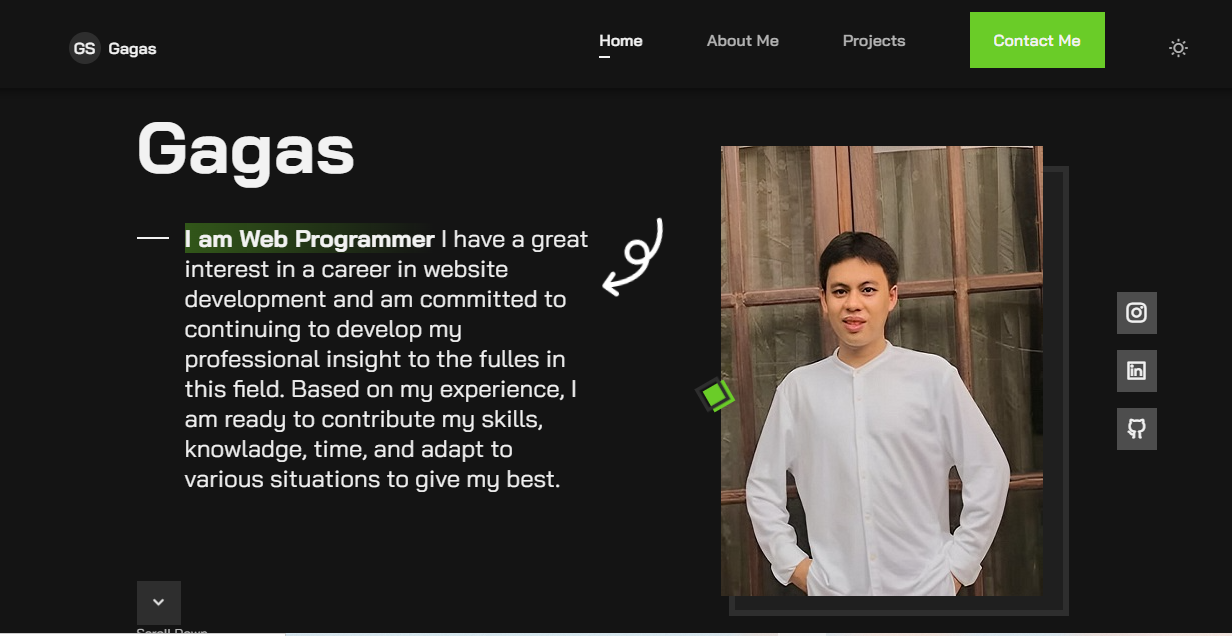 GS Gagas
Home About Me Projects Contact Me
Gagas
I am Web Programmer I have a great
interest in a career in website
development and am committed to
continuing to develop my
professional insight to the fulles in
this field. Based on my experience, I
am ready to contribute my skills,
knowladge, time, and adapt to
various situations to give my best.
in
Scroll Down